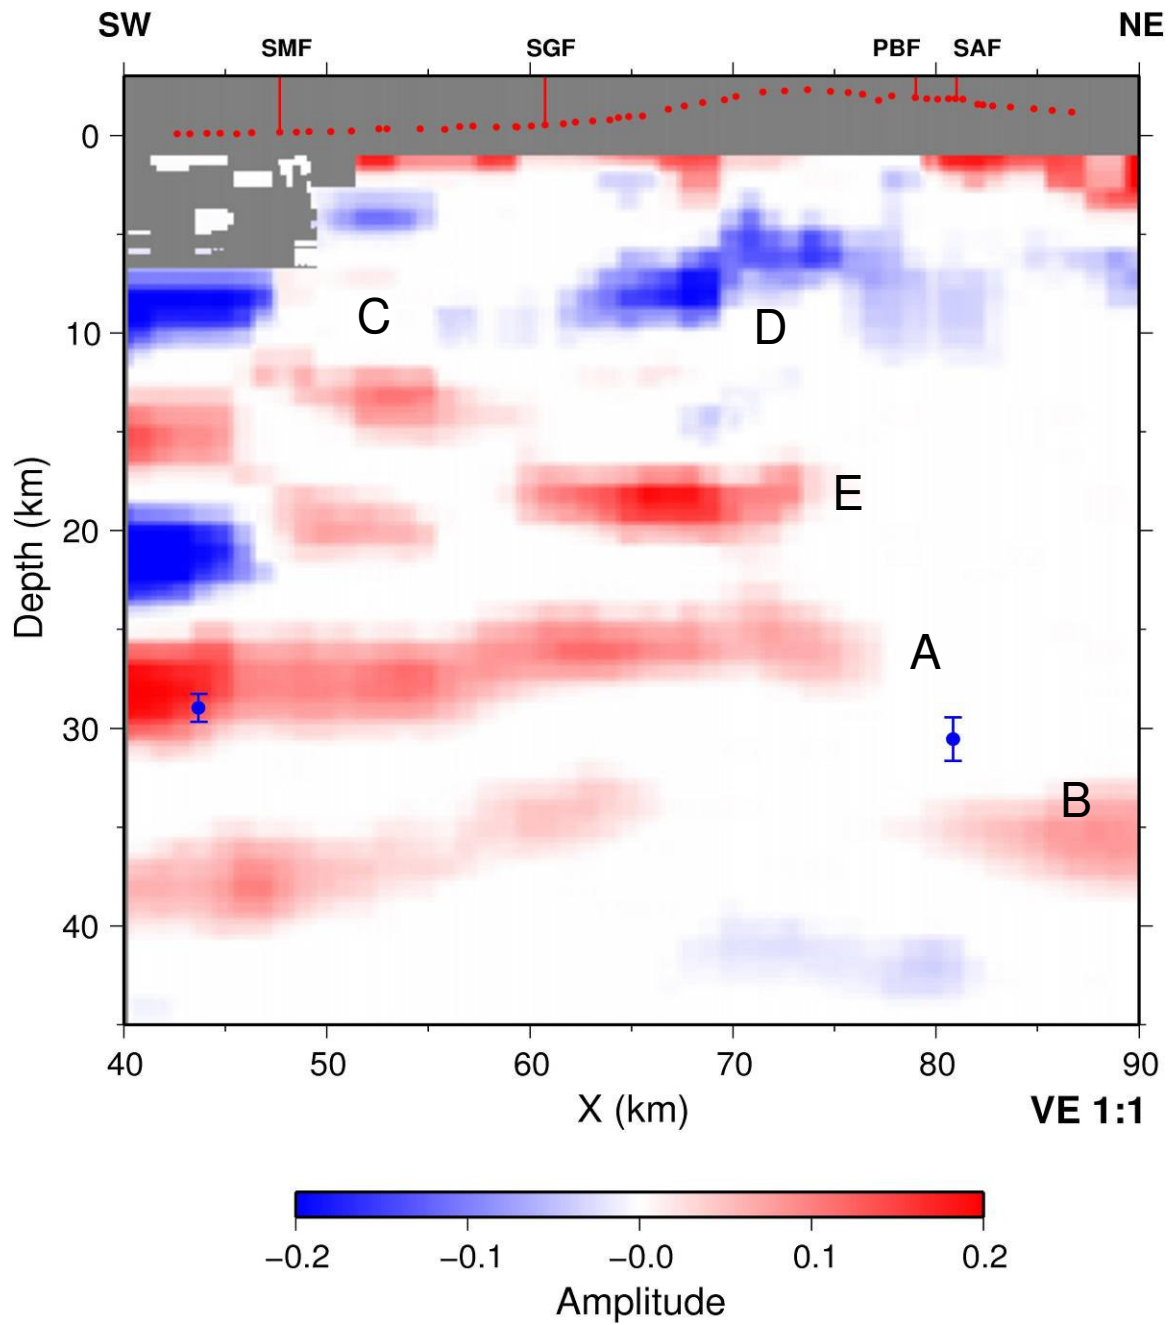 SW
NE
SMF SGF PBF SAF
0
10
20
30
40
Depth (km)
C
D
E
A
B
40 50 60 70 80 90
X (km)
VE 1:1
−0.2 −0.1 −0.0 0.1 0.2
Amplitude